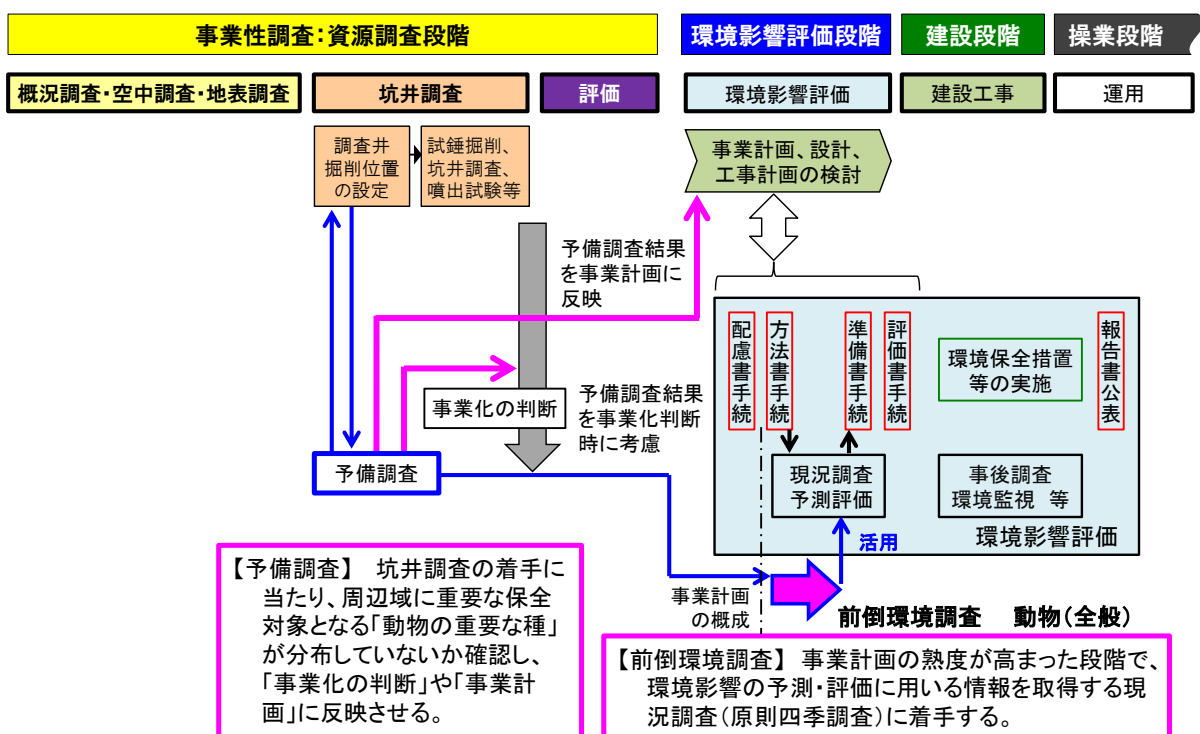 事業性調査：資源調査段階
環境影響評価段階
建設段階
操業段階
概況調査・空中調査・地表調査
坑井調査
評価
環境影響評価
建設工事
運用
調査井
掘削位置
の設定
試錐掘削、
坑井調査、
噴出試験等
事業計画、設計、
工事計画の検討
予備調査結果
を事業計画に
反映
事業化の判断
予備調査結果
を事業化判断
時に考慮
予備調査
配慮書手続
方法書手続
準備書手続
評価書手続
環境保全措置
等の実施
報告書公表
現況調査
予測評価
事後調査
環境監視　等
環境影響評価
活用
事業計画
の概成
前倒環境調査　動物（全般）
【予備調査】　坑井調査の着手に
当たり、周辺域に重要な保全
対象となる「動物の重要な種」
が分布していないか確認し、
「事業化の判断」や「事業計
画」に反映させる。
【前倒環境調査】 事業計画の熟度が高まった段階で、
環境影響の予測・評価に用いる情報を取得する現
況調査（原則四季調査）に着手する。